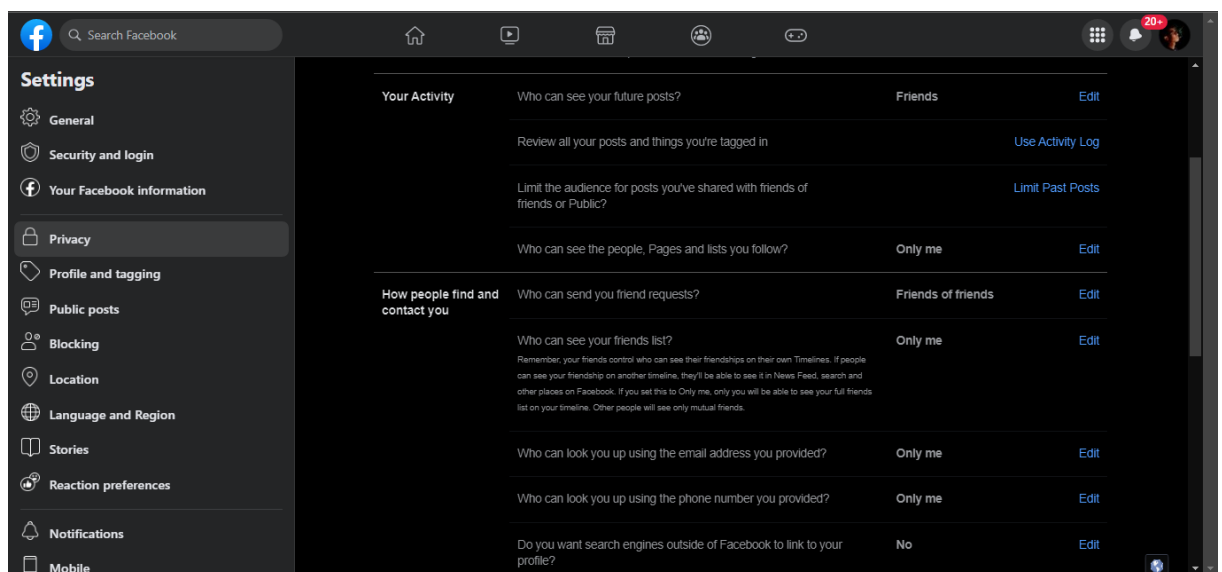 Search Facebook
20+
Settings
General
Security and login
Your Facebook information
Privacy
Profile and tagging
Public posts
Blocking
Location
Language and Region
Stories
Reaction preferences
Notifications
Mobile
Your Activity
Who can see your future posts?
Friends
Edit
Review all your posts and things you're tagged in
Use Activity Log
Limit the audience for posts you've shared with friends of
friends or Public?
Limit Past Posts
Who can see the people, Pages and lists you follow?
Only me
Edit
How people find and
contact you
Who can send you friend requests?
Friends of friends
Edit
Who can see your friends list?
Only me
Edit
Remember, your friends control who can see their friendships on their own Timelines. If people
can see your friendship on another timeline, they'll be able to see it in News Feed, search and
other places on Facebook. If you set this to Only me, only you will be able to see your full friends
list on your timeline. Other people will see only mutual friends.
Who can look you up using the email address you provided?
Only me
Edit
Who can look you up using the phone number you provided?
Only me
Edit
Do you want search engines outside of Facebook to link to your
profile?
No
Edit